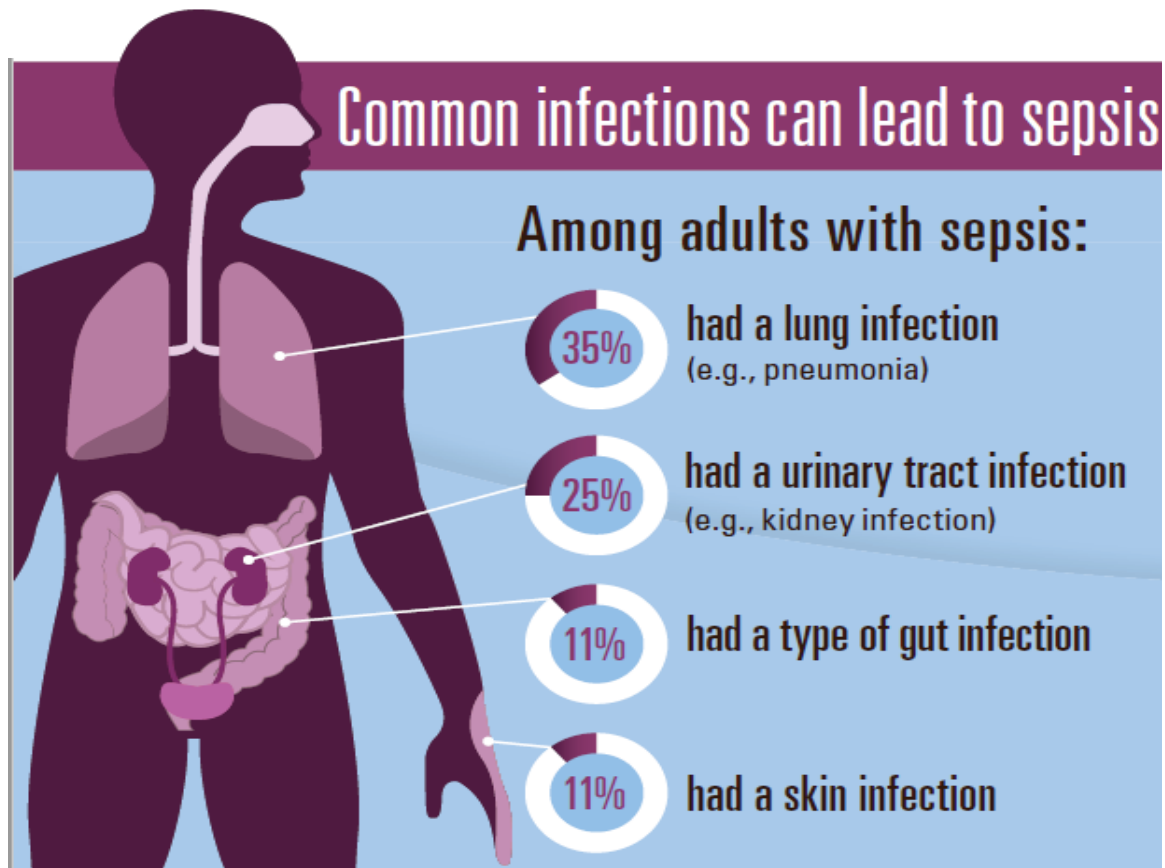 Common infections can lead to sepsis
Among adults with sepsis:
35%
had a lung infection
(e.g., pneumonia)
25%
had a urinary tract infection
(e.g., kidney infection)
11%
had a type of gut infection
11%
had a skin infection